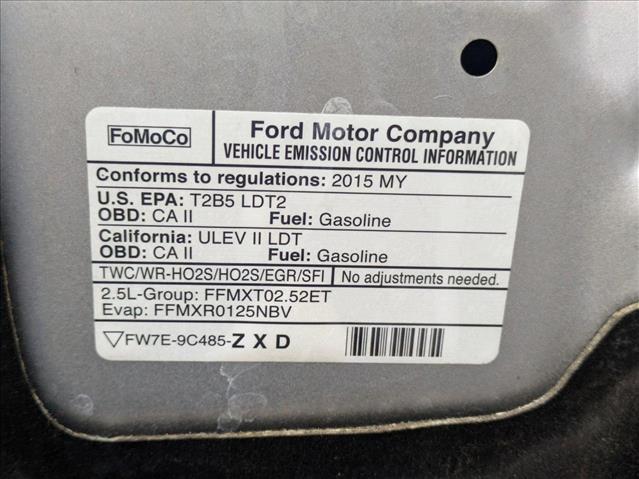 FoMoCo
Ford Motor Company
VEHICLE EMISSION CONTROL INFORMATION
Conforms to regulations: 2015 MY
U.S. EPA: T2B5 LDT2
OBD: CA II Fuel: Gasoline
California: ULEV II LDT
OBD: CA II Fuel: Gasoline
TWC/WR-HO2S/HO2S/EGR/SFI No adjustments needed.
2.5L-Group: FFMXT02.52ET
Evap: FFMXR0125NBV
FW7E-9C485-ZXD